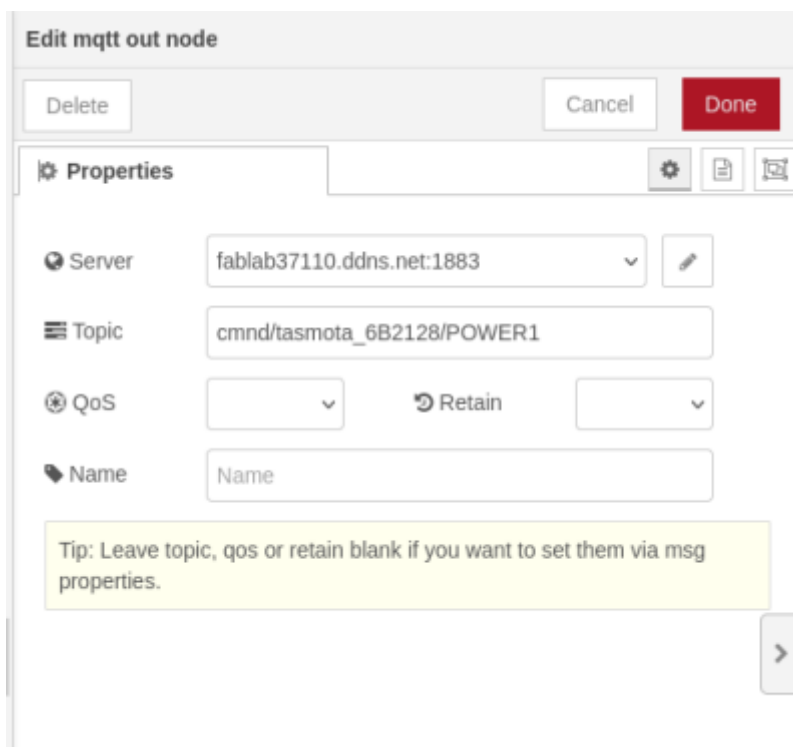 Edit mqtt out node
Delete
Cancel
Done
Properties
Server
fablab37110.ddns.net:1883
Topic
cmnd/tasmota_6B2128/POWER1
QoS
Retain
Name
Name
Tip: Leave topic, qos or retain blank if you want to set them via msg
properties.